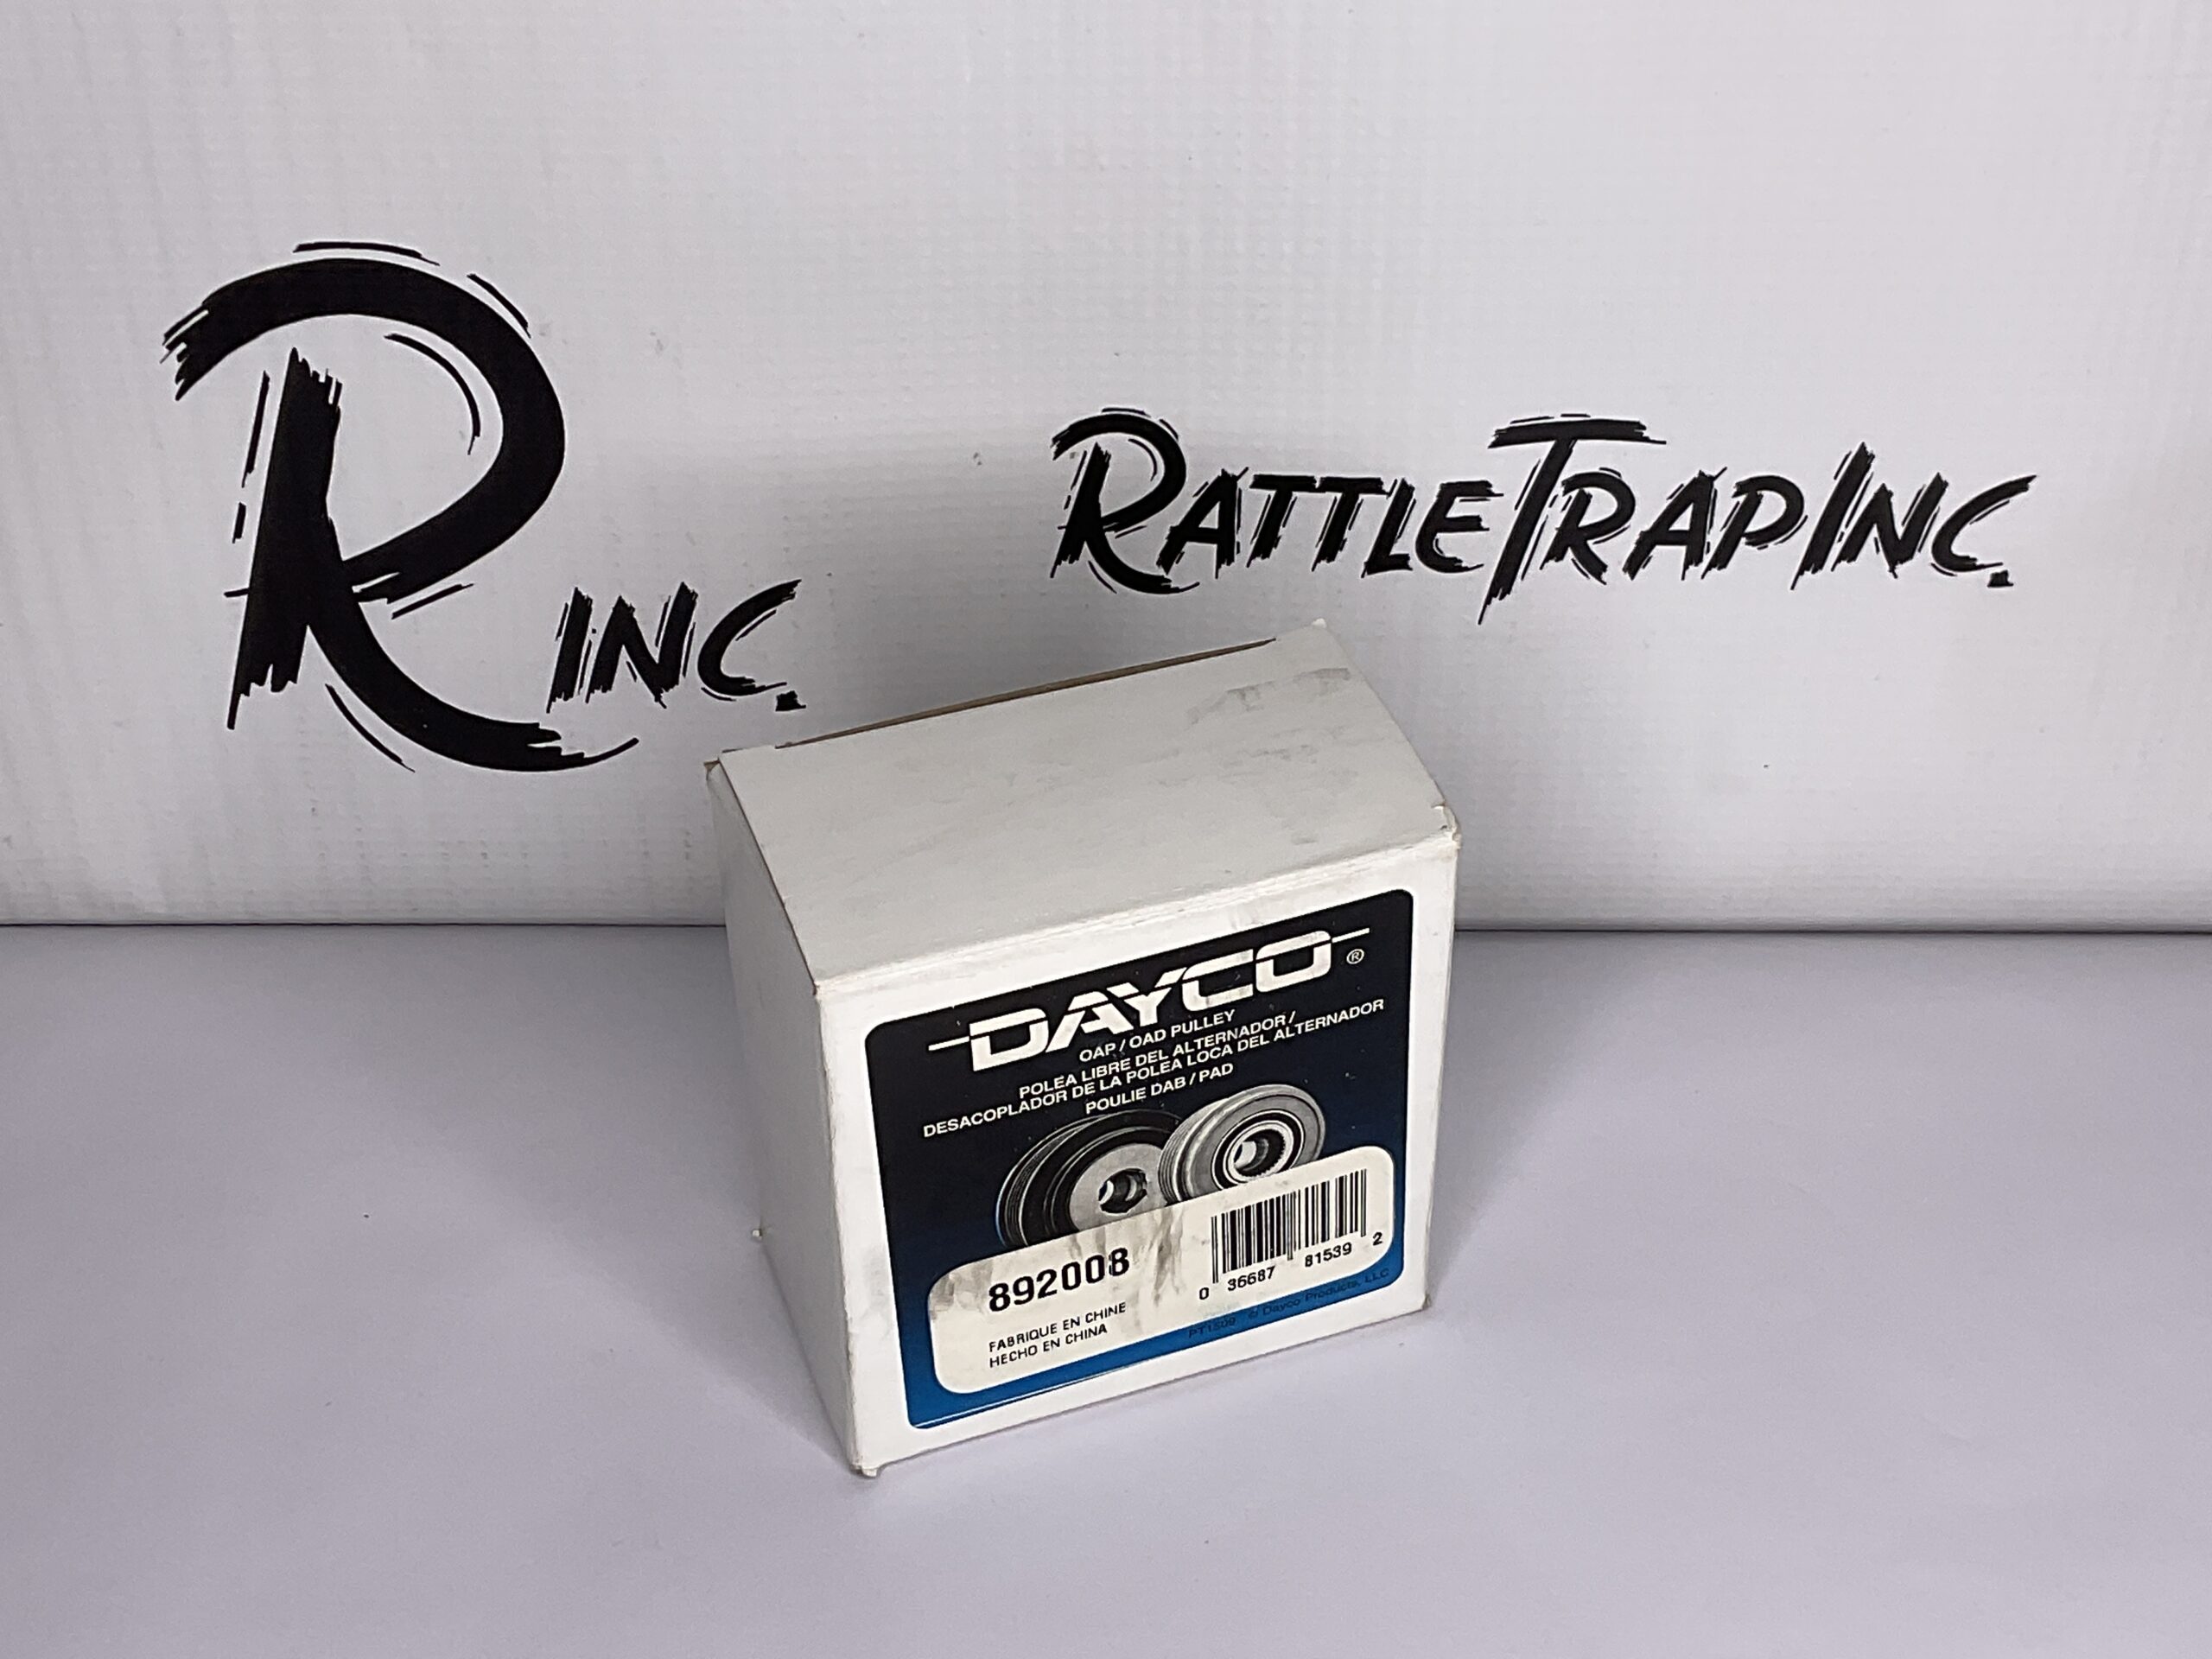 R INC.
RATTLETRAPINC.
DAYCO®
OAP / OAD PULLEY
POLEA LIBRE DEL ALTERNADOR /
DESACOPLADOR DE LA POLEA LOCA DEL ALTERNADOR
POULIE DAB / PAD
892008
0 36687 81539 2
FABRIQUE EN CHINE
HECHO EN CHINA
Dayco Products, LLC